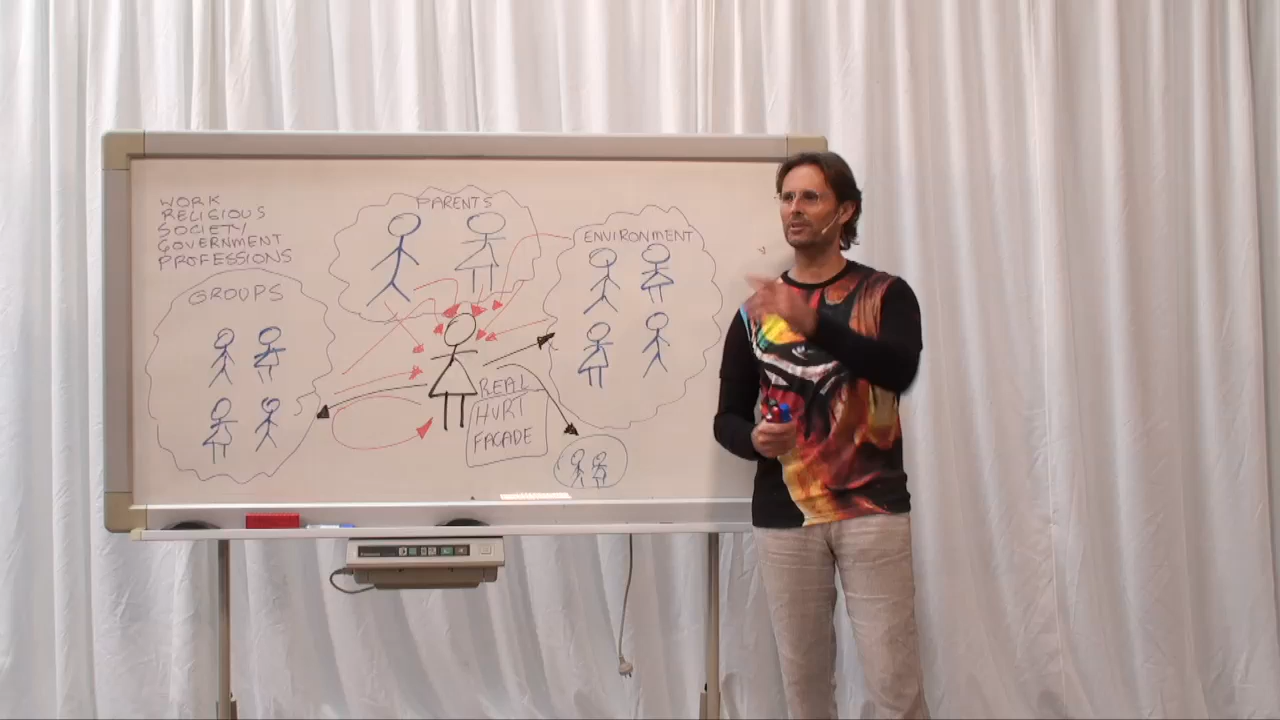 WORK
RELIGIOUS
SOCIETY
GOVERNMENT
PROFESSIONS
GROUPS
PARENTS
ENVIRONMENT
REAL
HURT
FACADE